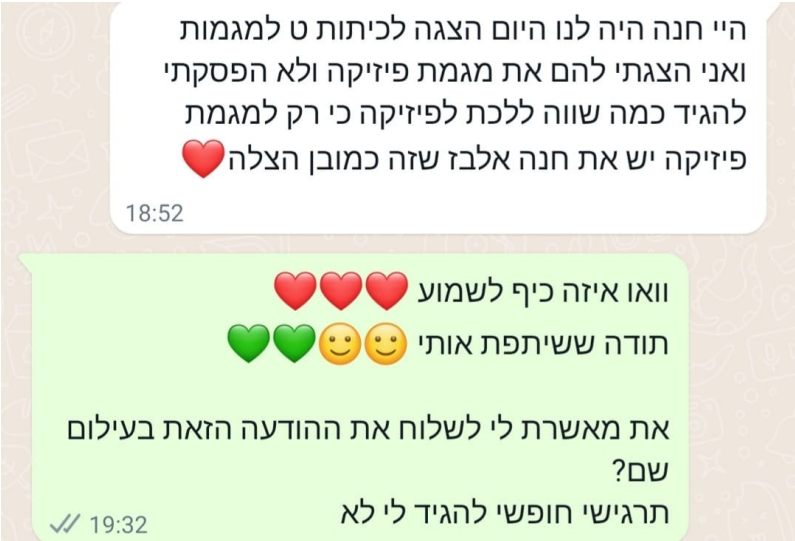 היי חנה היה לנו היום הצגה לכיתות ט למגמות
ואני הצגתי להם את מגמת פיזיקה ולא הפסקתי
להגיד כמה שווה ללכת לפיזיקה כי רק למגמת
פיזיקה יש את חנה אלבז שזה כמובן הצלה❤️
18:52
וואו איזה כיף לשמוע ❤️❤️❤️
תודה ששיתפת אותי 🙂🙂💚💚
את מאשרת לי לשלוח את ההודעה הזאת בעילום
שם?
תרגישי חופשי להגיד לי לא
19:32